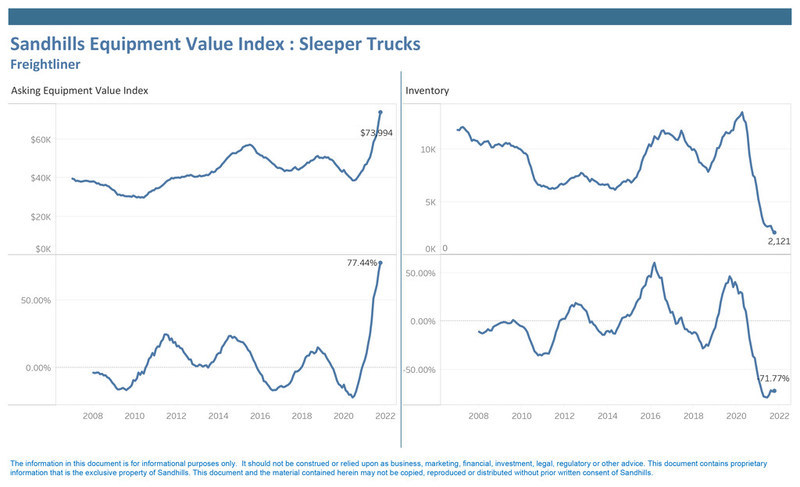 Sandhills Equipment Value Index : Sleeper Trucks
Freightliner
Asking Equipment Value Index
$60K
$40K
$20K
$0K
$73,994
50.00%
0.00%
77.44%
2008 2010 2012 2014 2016 2018 2020 2022
Inventory
10K
5K
0K 0
2,121
50.00%
0.00%
-50.00%
-71.77%
2008 2010 2012 2014 2016 2018 2020 2022
The information in this document is for informational purposes only. It should not be construed or relied upon as business, marketing, financial, investment, legal, regulatory or other advice. This document contains proprietary
information that is the exclusive property of Sandhills. This document and the material contained herein may not be copied, reproduced or distributed without prior written consent of Sandhills.